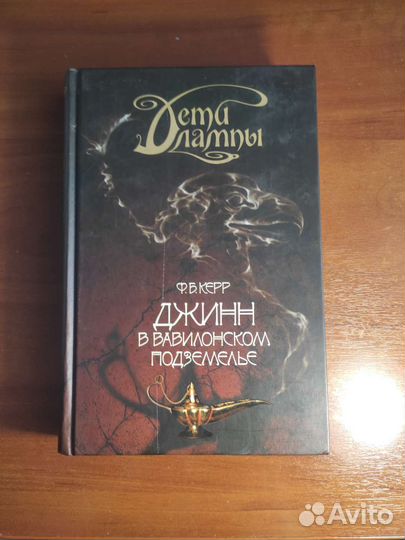 Дети
лампы
Ф.Б.КЕРР
ДЖИНН
В ВАВИЛОНСКОМ
ПОДЗЕМЕЛЬЕ
Avito